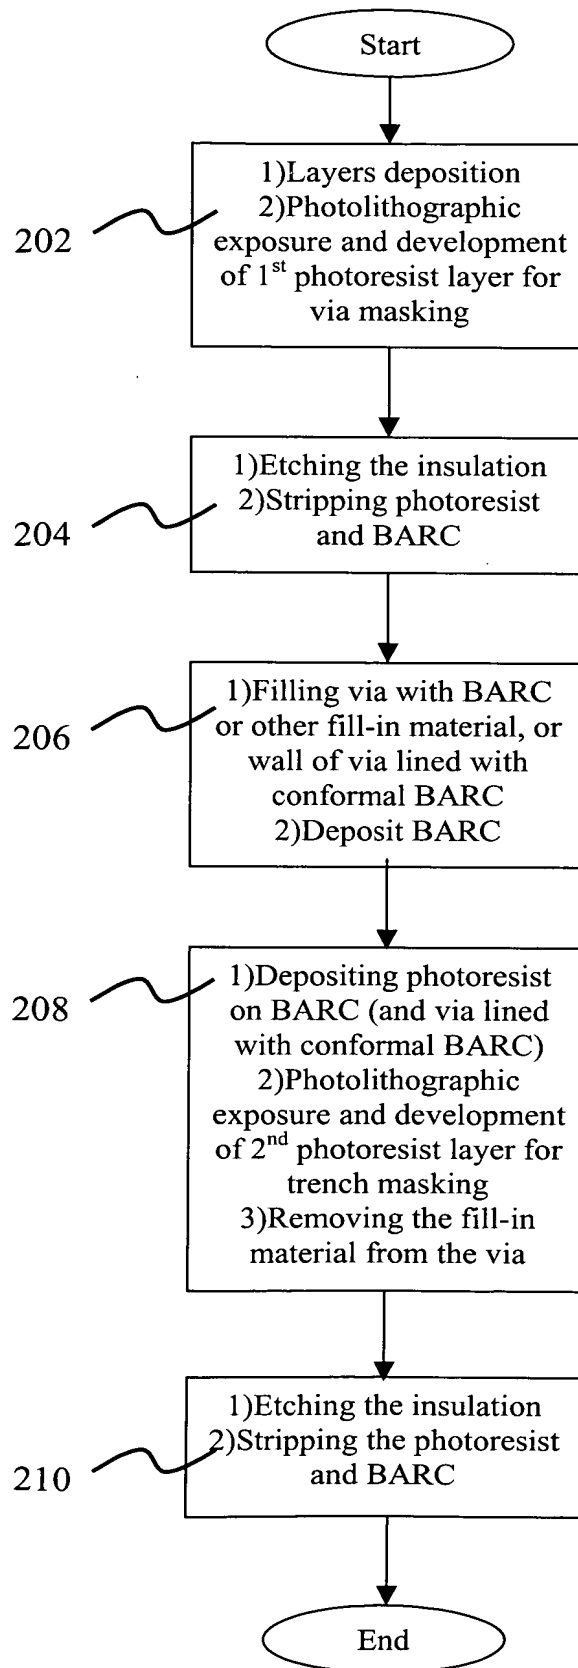 Start
1)Layers deposition
2)Photolithographic
exposure and development
of 1st photoresist layer for
via masking
202
1)Etching the insulation
2)Stripping photoresist
and BARC
204
1)Filling via with BARC
or other fill-in material, or
wall of via lined with
conformal BARC
2)Deposit BARC
206
1)Depositing photoresist
on BARC (and via lined
with conformal BARC)
2)Photolithographic
exposure and development
of 2nd photoresist layer for
trench masking
3)Removing the fill-in
material from the via
208
1)Etching the insulation
2)Stripping the photoresist
and BARC
210
End